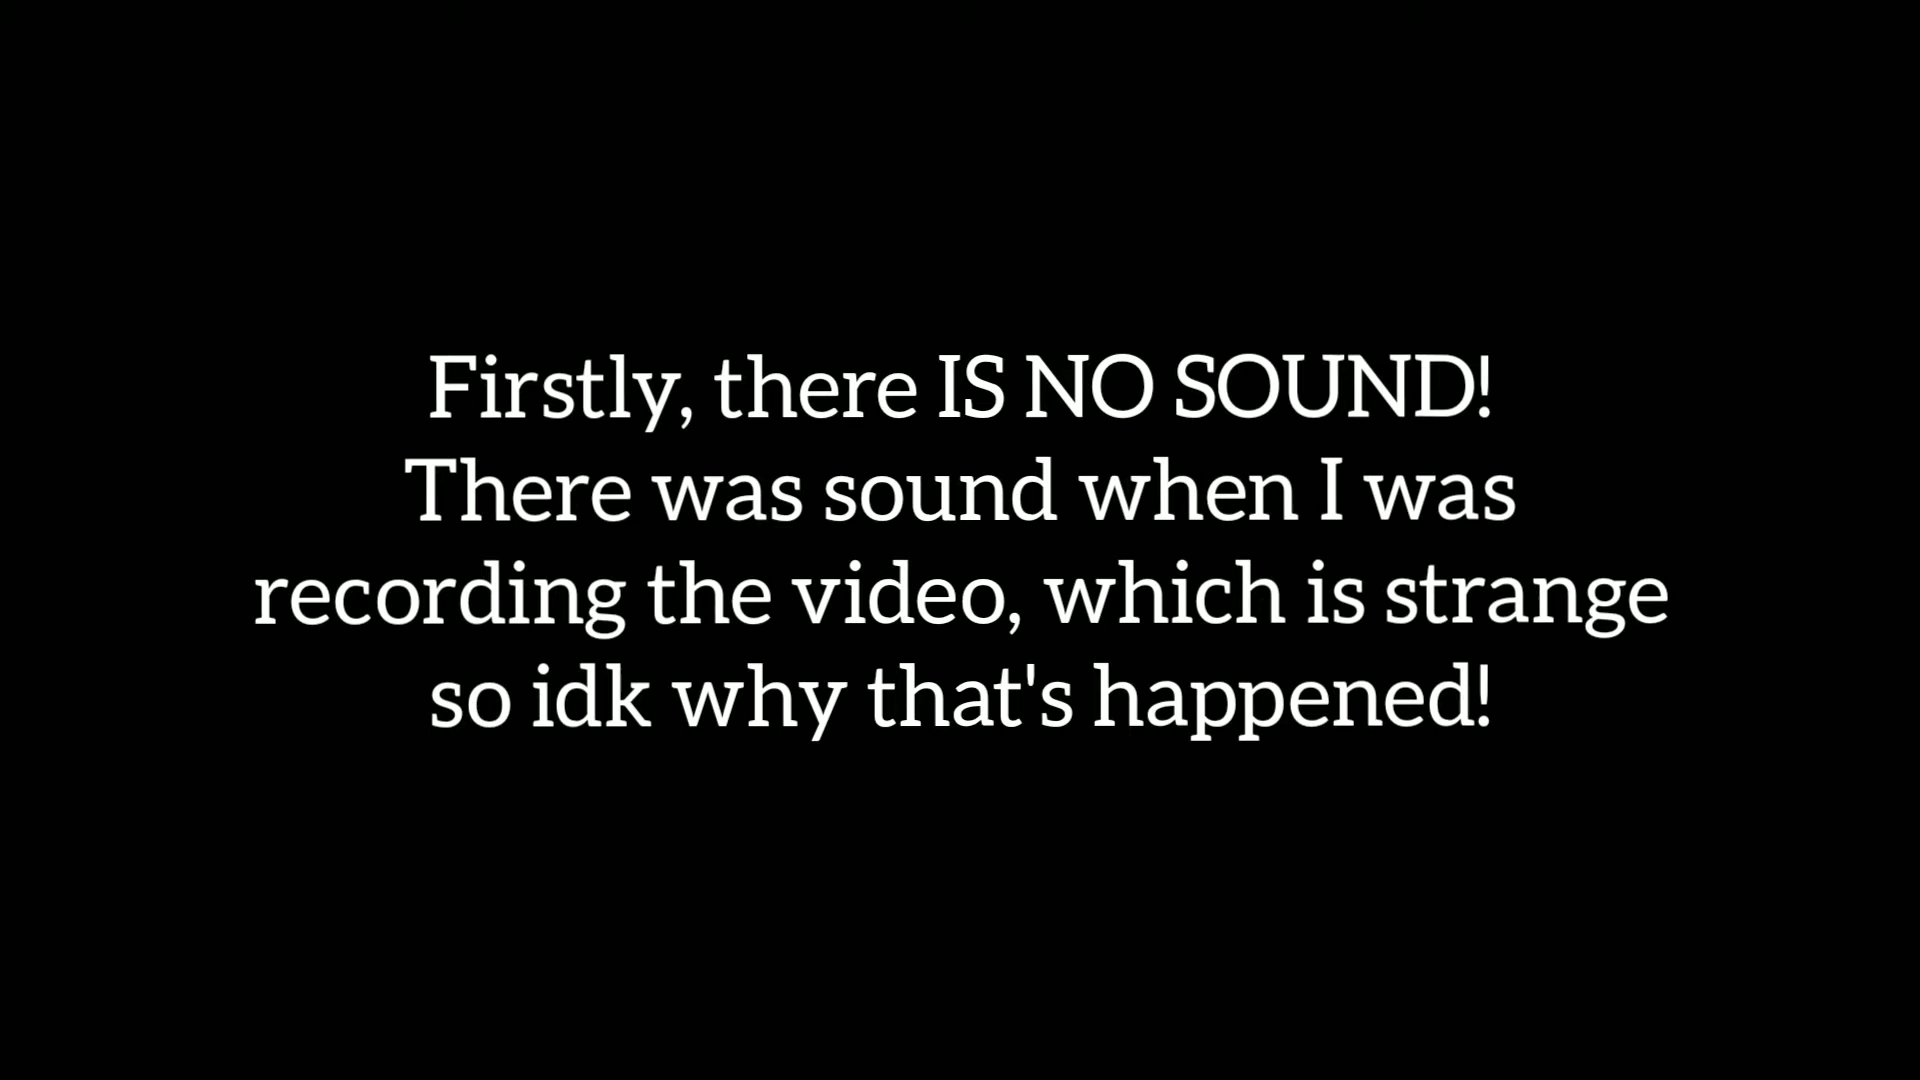 Firstly, there IS NO SOUND!
There was sound when I was
recording the video, which is strange
so idk why that's happened!